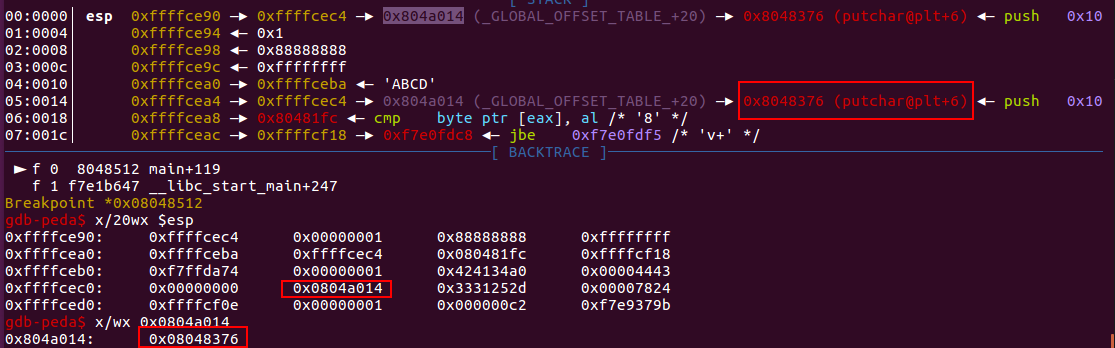 [ STACK ]
00:0000│ esp 0xffffce90 —▸ 0xffffcec4 —▸ 0x804a014 (_GLOBAL_OFFSET_TABLE_+20) —▸ 0x8048376 (putchar@plt+6) ◂— push 0x10
01:0004│ 0xffffce94 ◂— 0x1
02:0008│ 0xffffce98 ◂— 0x88888888
03:000c│ 0xffffce9c ◂— 0xffffffff
04:0010│ 0xffffcea0 —▸ 0xffffceba ◂— 'ABCD'
05:0014│ 0xffffcea4 —▸ 0xffffcec4 —▸ 0x804a014 (_GLOBAL_OFFSET_TABLE_+20) —▸ 0x8048376 (putchar@plt+6) ◂— push 0x10
06:0018│ 0xffffcea8 —▸ 0x80481fc ◂— cmp byte ptr [eax], al /* '8' */
07:001c│ 0xffffceac —▸ 0xffffcf18 —▸ 0xf7e0fdc8 ◂— jbe 0xf7e0fdf5 /* 'v+' */
[ BACKTRACE ]
► f 0 8048512 main+119
f 1 f7e1b647 __libc_start_main+247
Breakpoint *0x08048512
gdb-peda$ x/20wx $esp
0xffffce90: 0xffffcec4 0x00000001 0x88888888 0xffffffff
0xffffcea0: 0xffffceba 0xffffcec4 0x080481fc 0xffffcf18
0xffffceb0: 0xf7ffda74 0x00000001 0x424134a0 0x00004443
0xffffcec0: 0x00000000 0x0804a014 0x3331252d 0x00007824
0xffffced0: 0xffffcf0e 0x00000001 0x000000c2 0xf7e9379b
gdb-peda$ x/wx 0x0804a014
0x804a014: 0x08048376